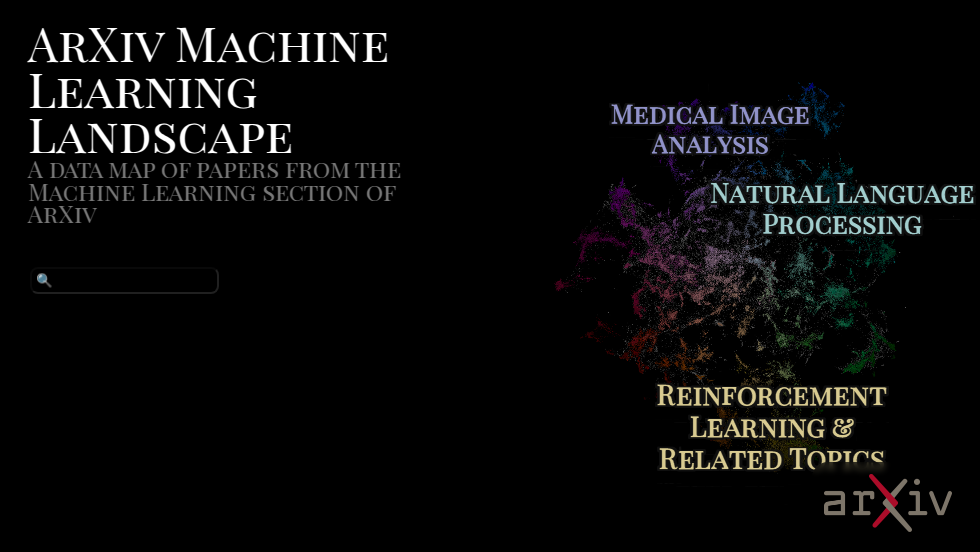 ArXiv Machine
Learning
Landscape
A data map of papers from the
Machine Learning section of
ArXiv
Medical Image
Analysis
Natural Language
Processing
Reinforcement
Learning &
Related Topics
arXiv